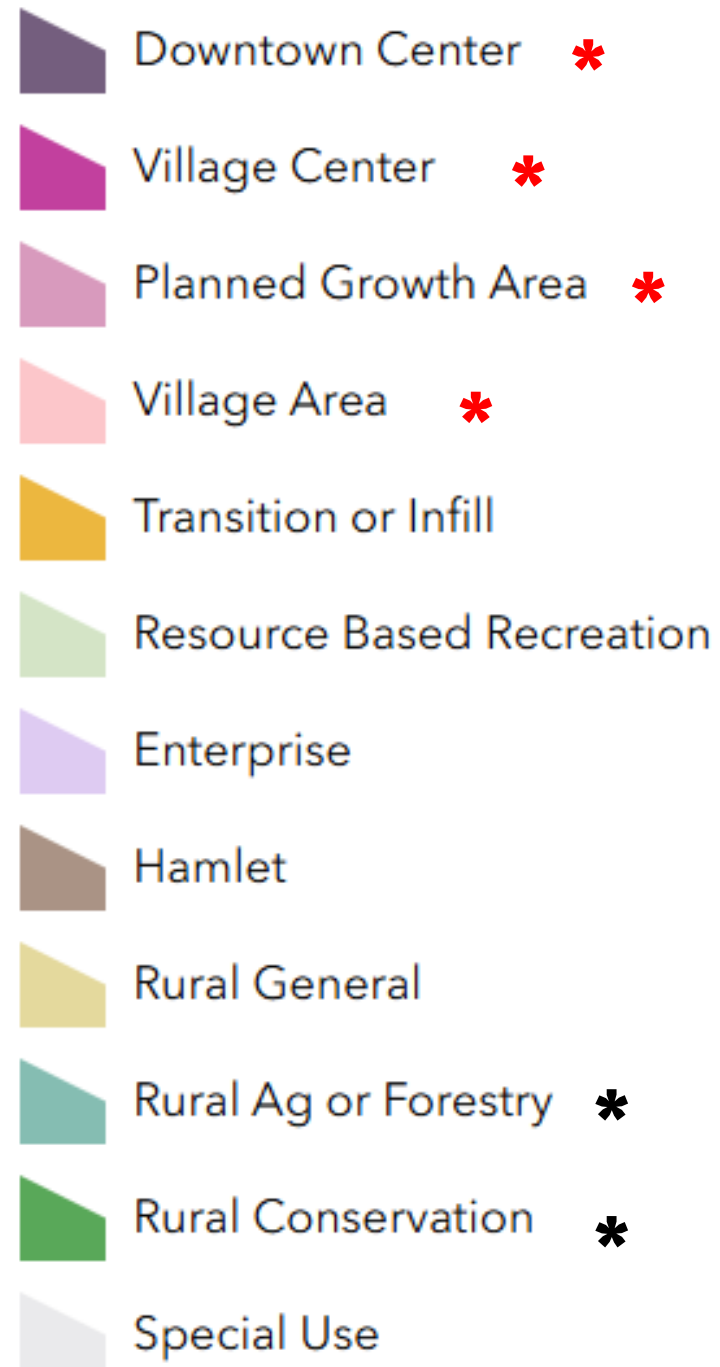 Downtown Center *
Village Center *
Planned Growth Area *
Village Area *
Transition or Infill
Resource Based Recreation
Enterprise
Hamlet
Rural General
Rural Ag or Forestry *
Rural Conservation *
Special Use